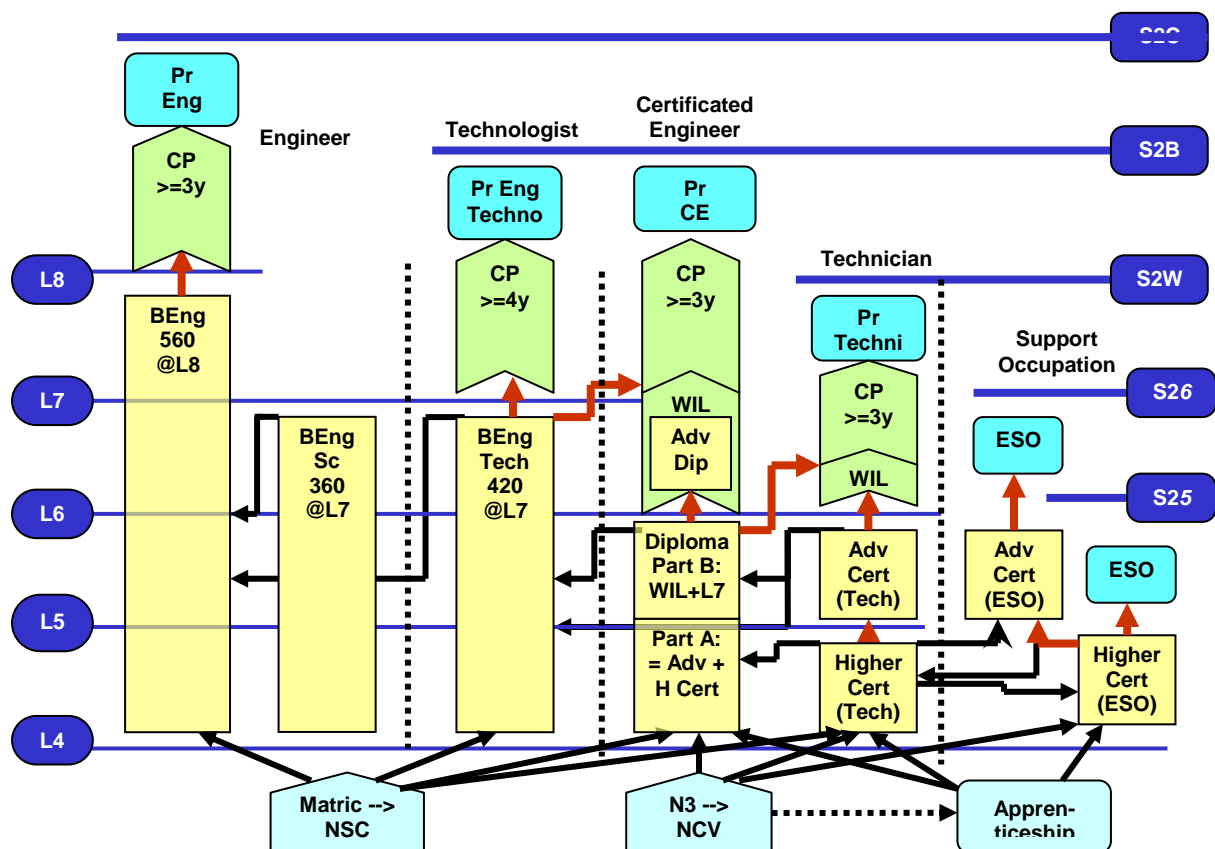 S2C
Pr
Eng
Engineer
Technologist
Certificated
Engineer
S2B
CP
>=3y
Pr Eng
Techno
Pr
CE
L8
CP
>=4y
CP
>=3y
Technician
S2W
BEng
560
@L8
Pr
Techni
Support
Occupation
L7
S26
WIL
Adv
Dip
CP
>=3y
BEng
Sc
360
@L7
BEng
Tech
420
@L7
ESO
WIL
L6
S25
Diploma
Part B:
WIL+L7
Adv
Cert
(Tech)
Adv
Cert
(ESO)
ESO
L5
Part A:
= Adv +
H Cert
Higher
Cert
(Tech)
Higher
Cert
(ESO)
L4
Matric -->
NSC
N3 -->
NCV
Appren-
ticeship